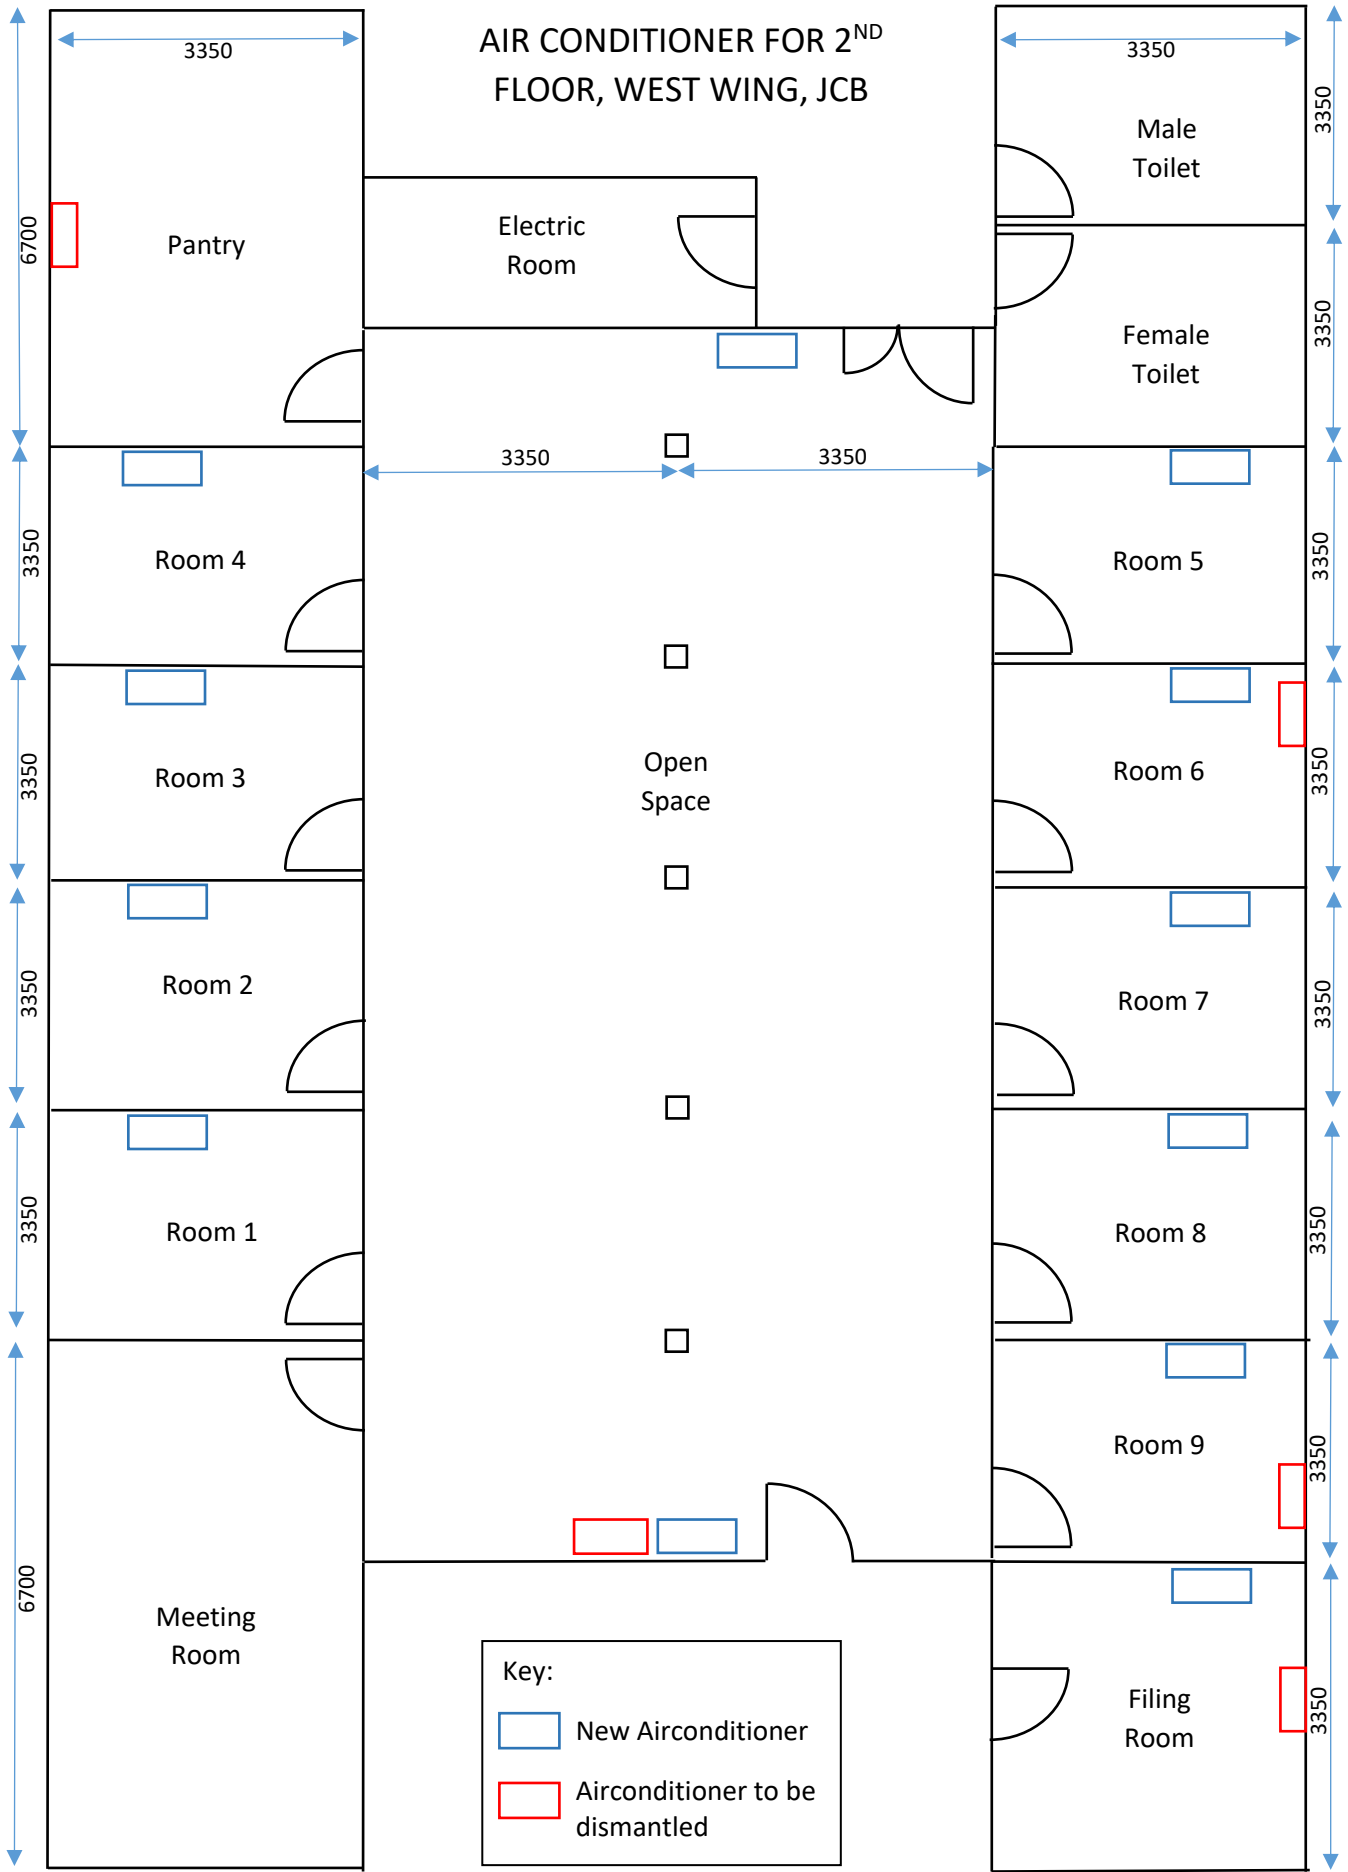 AIR CONDITIONER FOR 2ND
FLOOR, WEST WING, JCB
3350
3350
3350
Male
Toilet
6700
Pantry
Electric
Room
3350
Female
Toilet
3350
3350
3350
Room 4
3350
Room 5
3350
3350
Room 3
Open
Space
Room 6
3350
3350
Room 2
Room 7
3350
3350
Room 1
Room 8
3350
Room 9
3350
6700
Meeting
Room
Key:
New Airconditioner
Airconditioner to be
dismantled
Filing
Room
3350